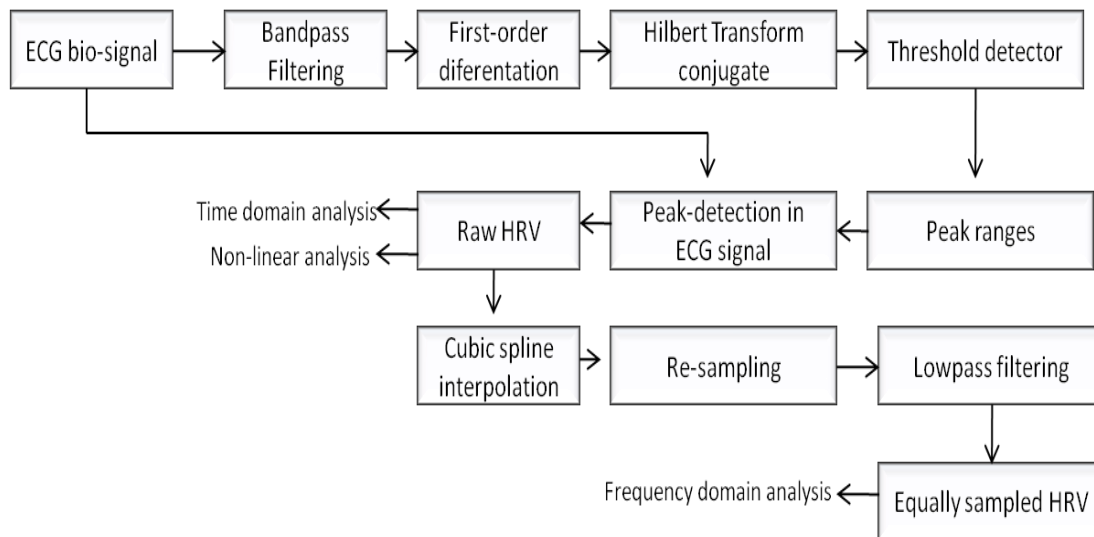 ECG bio-signal
Bandpass
Filtering
First-order
diferentation
Hilbert Transform
conjugate
Threshold detector
Time domain analysis
Non-linear analysis
Raw HRV
Peak-detection in
ECG signal
Peak ranges
Cubic spline
interpolation
Re-sampling
Lowpass filtering
Frequency domain analysis
Equally sampled HRV